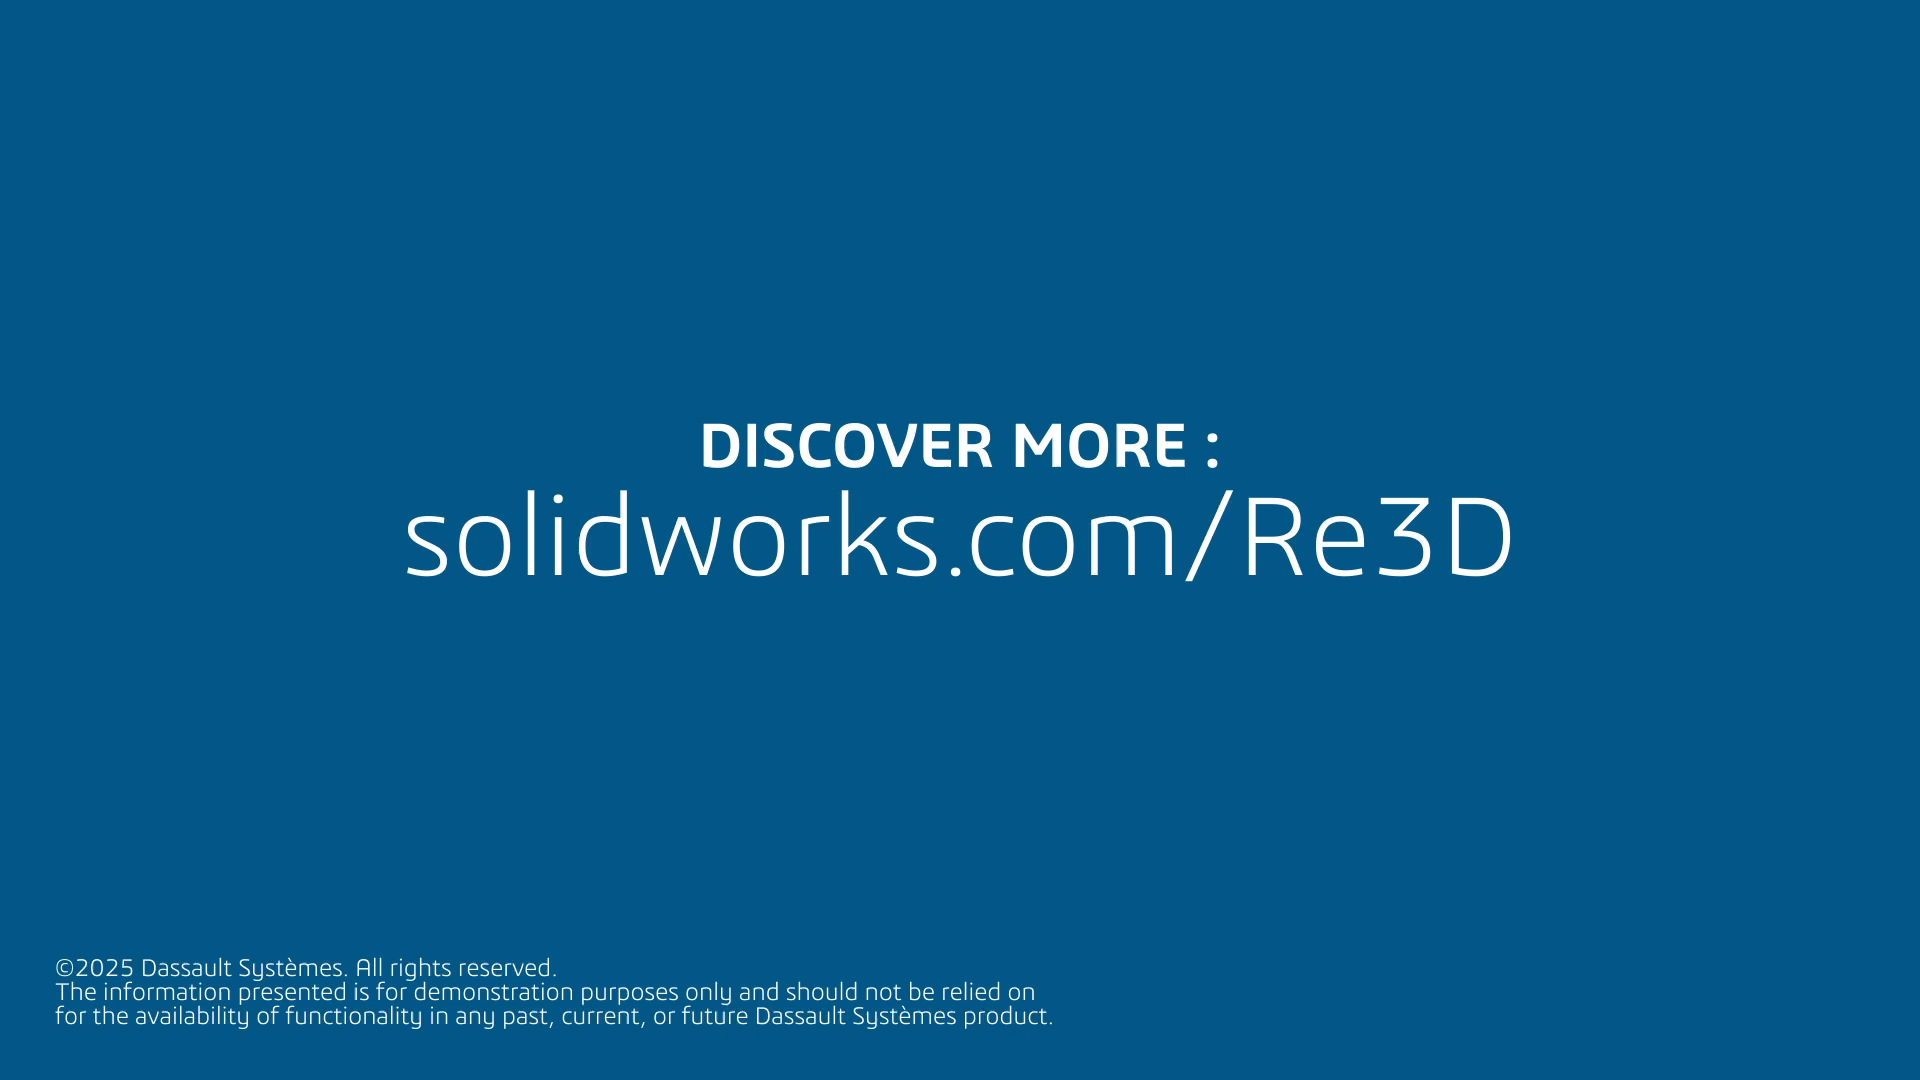 DISCOVER MORE :
solidworks.com/Re3D
©2025 Dassault Systèmes. All rights reserved.
The information presented is for demonstration purposes only and should not be relied on
for the availability of functionality in any past, current, or future Dassault Systèmes product.